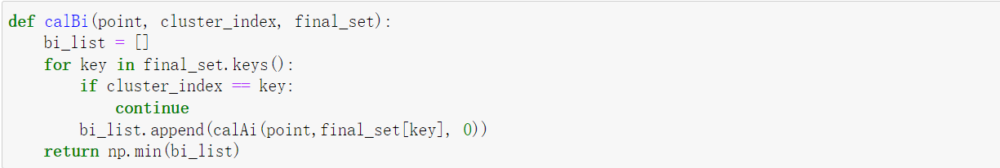 def calBi(point, cluster_index, final_set):
    bi_list = []
    for key in final_set.keys():
        if cluster_index == key:
            continue
        bi_list.append(calAi(point,final_set[key], 0))
    return np.min(bi_list)